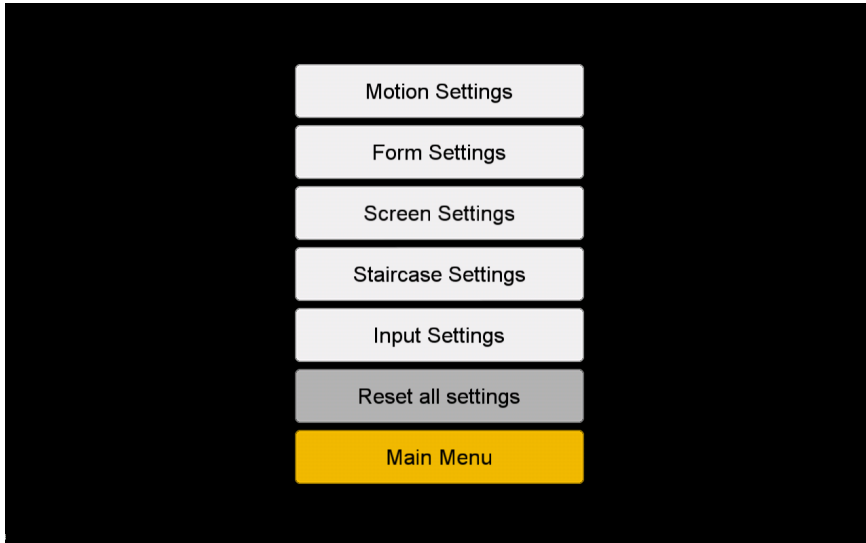 Motion Settings
Form Settings
Screen Settings
Staircase Settings
Input Settings
Reset all settings
Main Menu